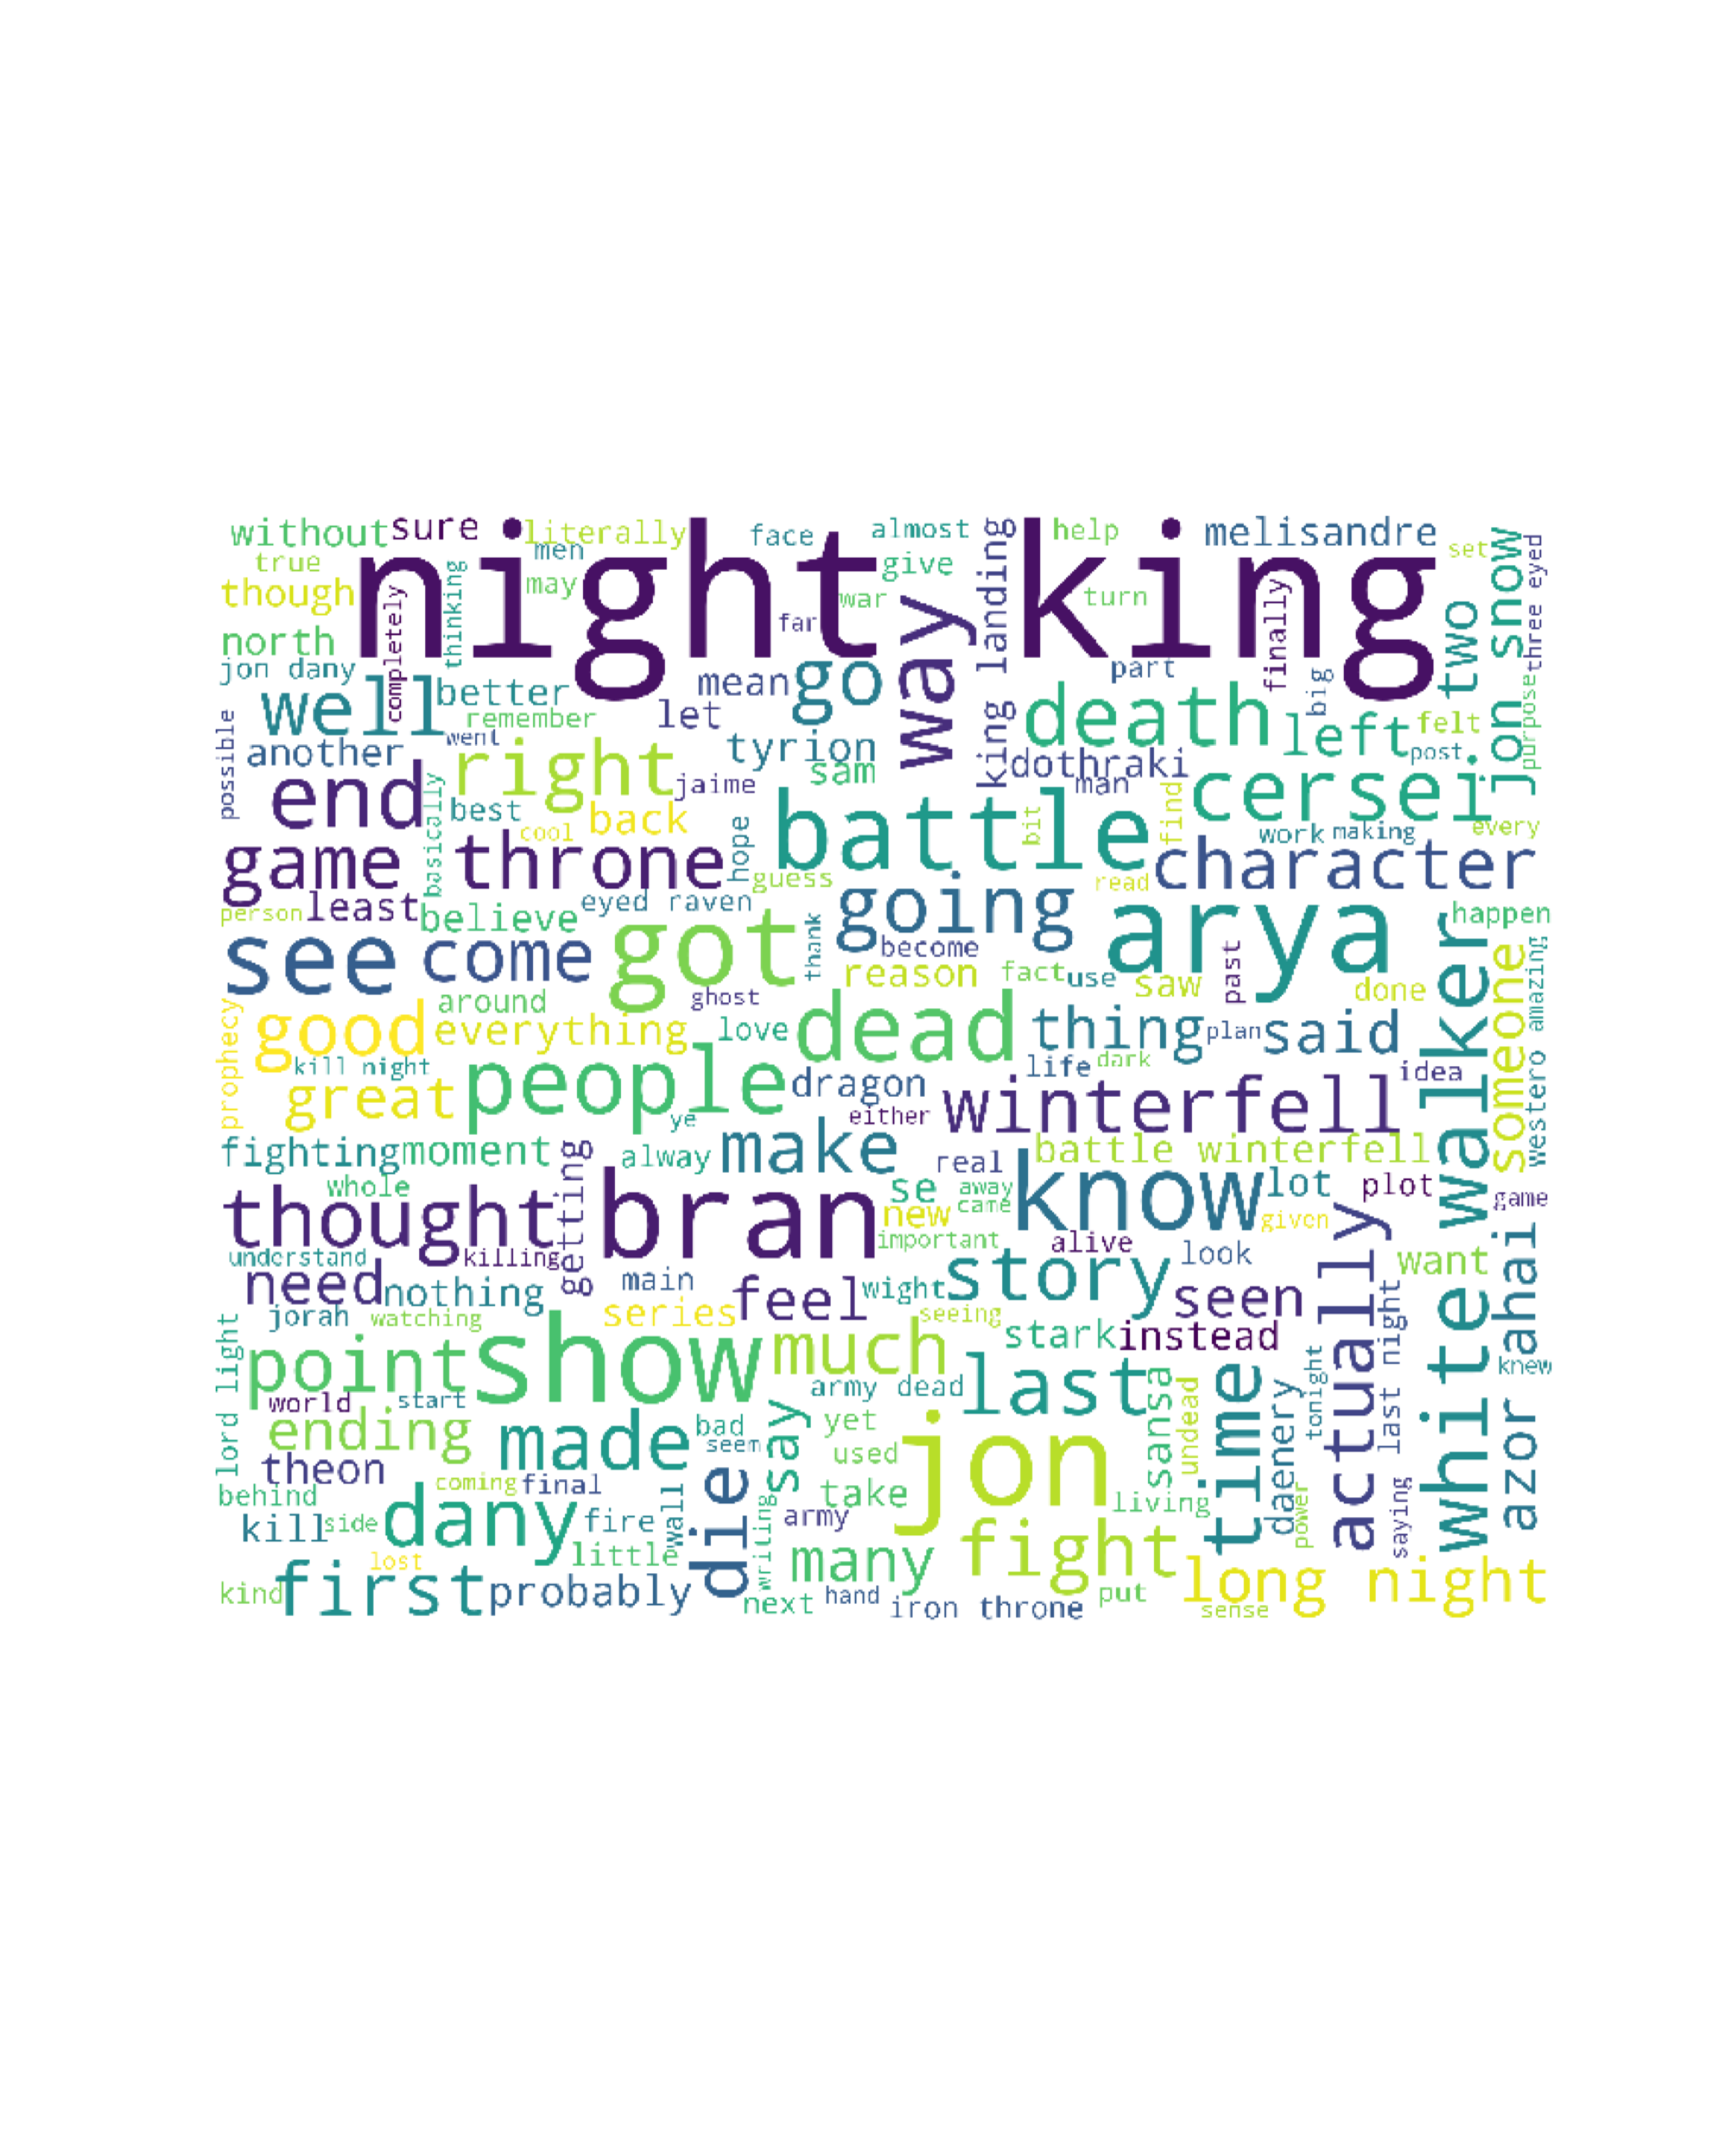 without sure literally face almost king landing help melisandre set
true men night king give three eyed
though completely thinking may war way turn finally two jon snow
north far
jon dany well better mean go part big purpose
possible remember let death left felt
another went right tyrion post
end jaime sam dothraki man cersei
basically best cool back hope battle bit find work making every
game throne guess character
person least believe eyed raven going read arya happen
see come got thank become walker someone
reason fact use saw past done amazing
prophecy around ghost dead
good everything love thing plan said
kill night life dark idea westero
great people dragon winterfell
ye either
fighting moment getting alway make real battle winterfell
whole se away know lot plot game
thought bran new came given
understand killing important alive look want ahai
need nothing main feel wight story seen actually white
jorah watching series seeing last night
lord light point show much stark instead knew
world start army dead last sansa time tonight
ending made bad say yet undead daenery azor
theon seem used jon
behind coming final die take living power saying
kill side dany fire wall writing army
lost little many fight long night
kind first probably next hand iron throne put sense